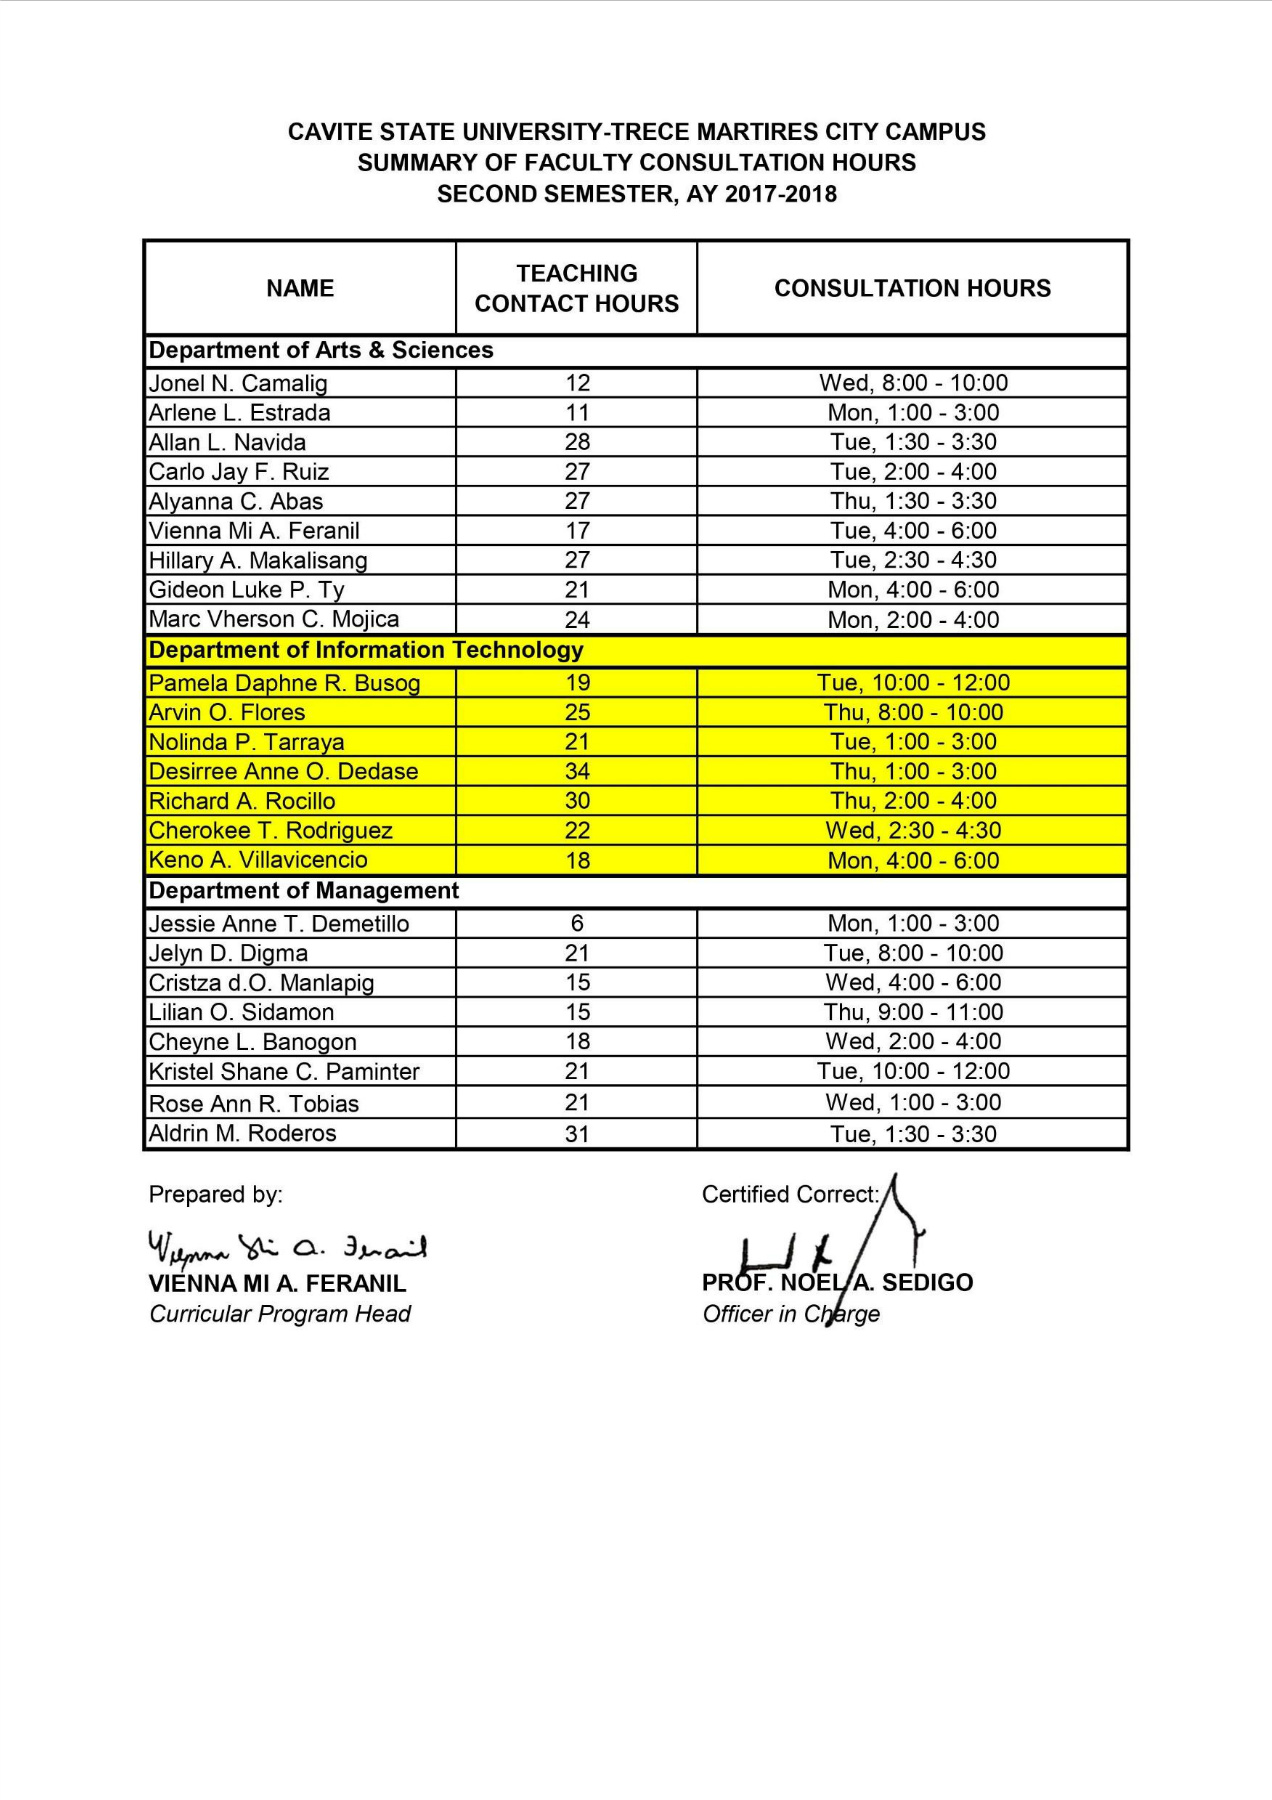 CAVITE STATE UNIVERSITY-TRECE MARTIRES CITY CAMPUS
SUMMARY OF FACULTY CONSULTATION HOURS
SECOND SEMESTER, AY 2017-2018
NAME TEACHING CONTACT HOURS CONSULTATION HOURS
Department of Arts & Sciences
Jonel N. Camalig 12 Wed, 8:00 - 10:00
Arlene L. Estrada 11 Mon, 1:00 - 3:00
Allan L. Navida 28 Tue, 1:30 - 3:30
Carlo Jay F. Ruiz 27 Tue, 2:00 - 4:00
Alyanna C. Abas 27 Thu, 1:30 - 3:30
Vienna Mi A. Feranil 17 Tue, 4:00 - 6:00
Hillary A. Makalisang 27 Tue, 2:30 - 4:30
Gideon Luke P. Ty 21 Mon, 4:00 - 6:00
Marc Vherson C. Mojica 24 Mon, 2:00 - 4:00
Department of Information Technology
Pamela Daphne R. Busog 19 Tue, 10:00 - 12:00
Arvin O. Flores 25 Thu, 8:00 - 10:00
Nolinda P. Tarraya 21 Tue, 1:00 - 3:00
Desirree Anne O. Dedase 34 Thu, 1:00 - 3:00
Richard A. Rocillo 30 Thu, 2:00 - 4:00
Cherokee T. Rodriguez 22 Wed, 2:30 - 4:30
Keno A. Villavicencio 18 Mon, 4:00 - 6:00
Department of Management
Jessie Anne T. Demetillo 6 Mon, 1:00 - 3:00
Jelyn D. Digma 21 Tue, 8:00 - 10:00
Cristza d.O. Manlapig 15 Wed, 4:00 - 6:00
Lilian O. Sidamon 15 Thu, 9:00 - 11:00
Cheyne L. Banogon 18 Wed, 2:00 - 4:00
Kristel Shane C. Paminter 21 Tue, 10:00 - 12:00
Rose Ann R. Tobias 21 Wed, 1:00 - 3:00
Aldrin M. Roderos 31 Tue, 1:30 - 3:30
Prepared by: Certified Correct:
Vienna Mi A. Feranil
VIENNA MI A. FERANIL PROF. NOEL A. SEDIGO
Curricular Program Head Officer in Charge